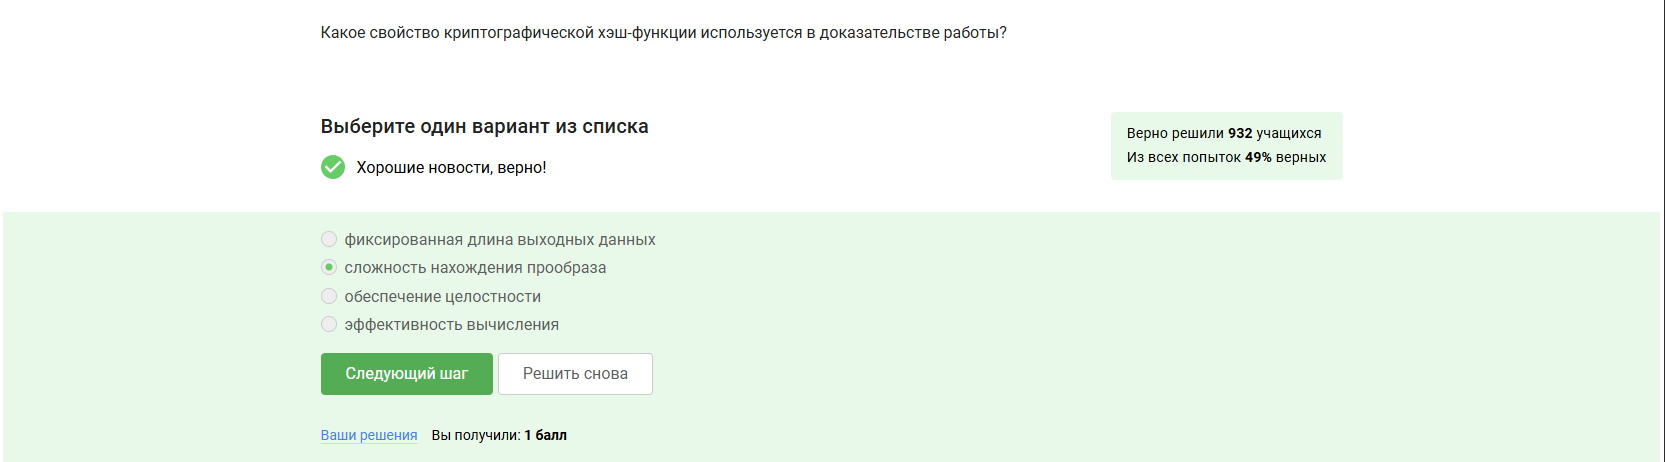 Какое свойство криптографической хэш-функции используется в доказательстве работы?
Выберите один вариант из списка
Хорошие новости, верно!
Верно решили 932 учащихся
Из всех попыток 49% верных
фиксированная длина выходных данных
сложность нахождения прообраза
обеспечение целостности
эффективность вычисления
Следующий шаг
Решить снова
Ваши решения
Вы получили: 1 балл